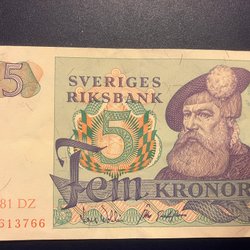 5 SVERIGES
RIKSBANK
5
Fem KRONOR
81 DZ
613766